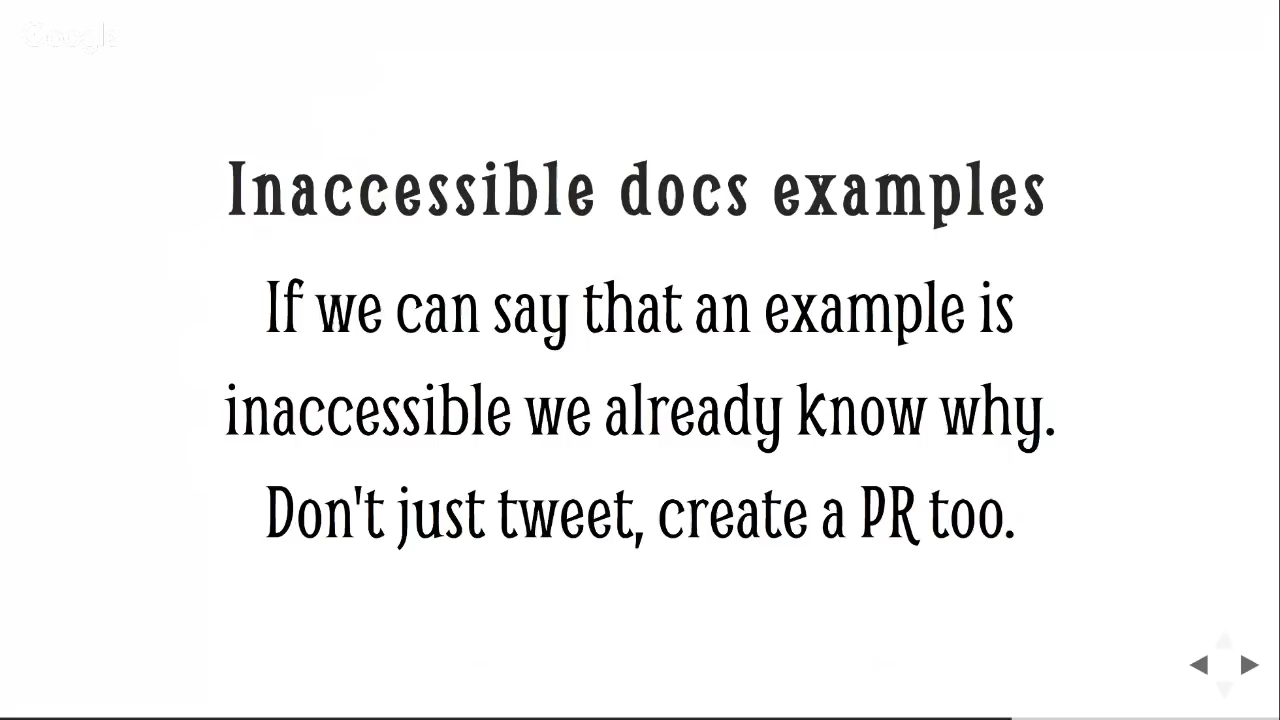 Google
Inaccessible docs examples
If we can say that an example is
inaccessible we already know why.
Don't just tweet, create a PR too.